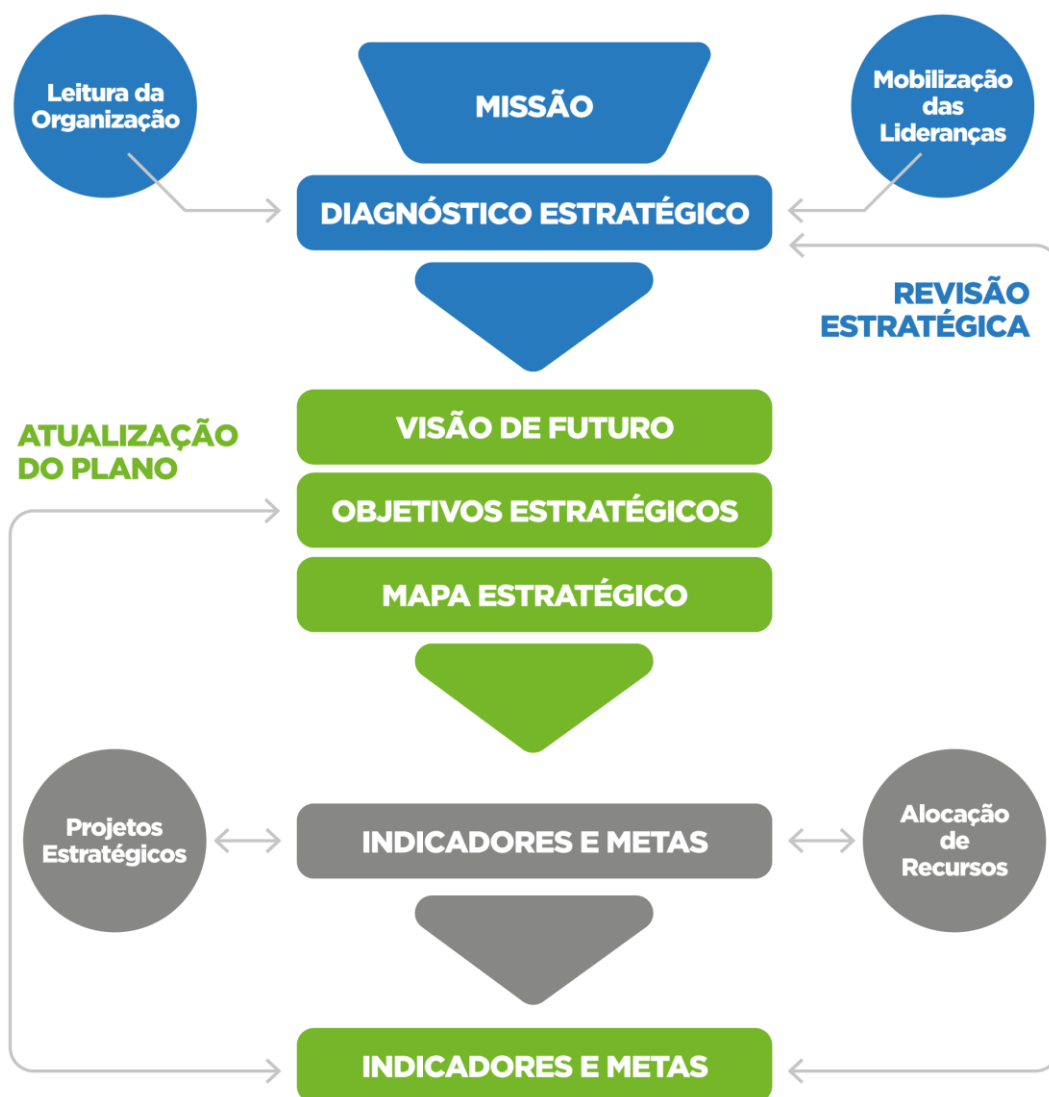 Leitura da
Organização
MISSÃO
Mobilização
das
Lideranças
DIAGNÓSTICO ESTRATÉGICO
REVISÃO
ESTRATÉGICA
ATUALIZAÇÃO
DO PLANO
VISÃO DE FUTURO
OBJETIVOS ESTRATÉGICOS
MAPA ESTRATÉGICO
Projetos
Estratégicos
INDICADORES E METAS
Alocação
de
Recursos
INDICADORES E METAS